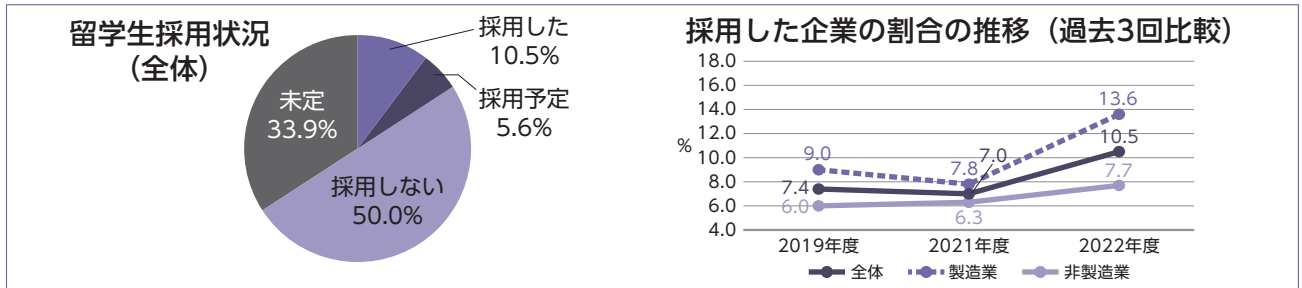 留学生採用状況
（全体）
採用した
10.5%
採用予定
5.6%
未定
33.9%
採用しない
50.0%
採用した企業の割合の推移（過去3回比較）
%
18.0
16.0
14.0
12.0
10.0
8.0
6.0
4.0
9.0
7.8
13.6
7.4
7.0
10.5
6.0
6.3
7.7
2019年度
2021年度
2022年度
全体
製造業
非製造業